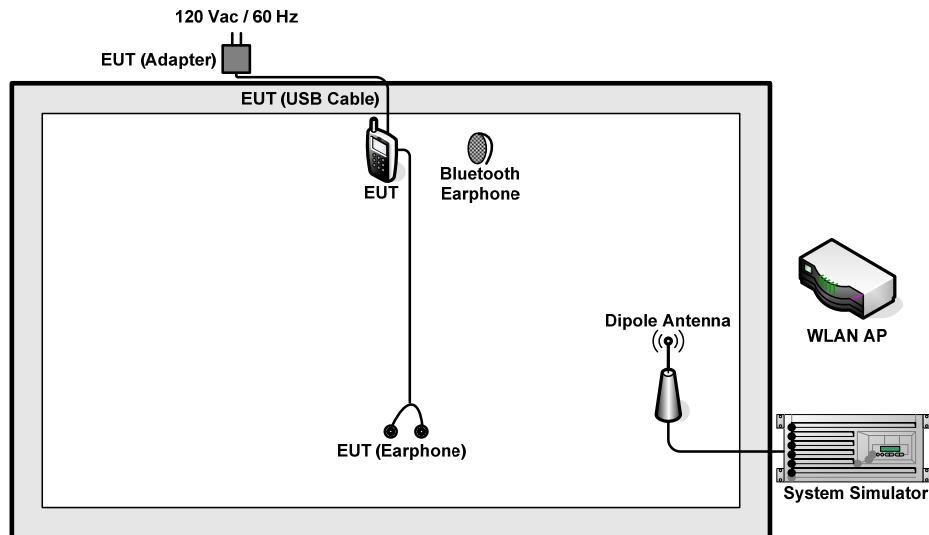 120 Vac / 60 Hz
EUT (Adapter)
EUT (USB Cable)
EUT
Bluetooth
Earphone
Dipole Antenna
WLAN AP
EUT (Earphone)
System Simulator